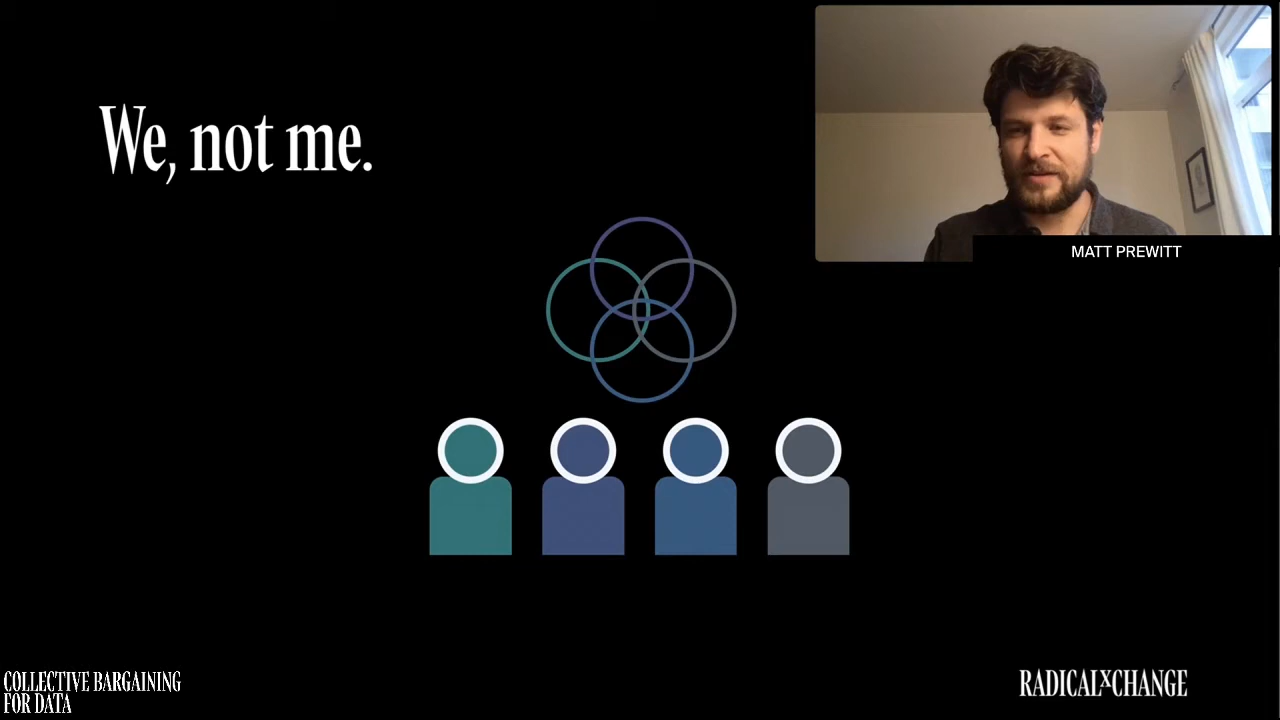 We, not me.
MATT PREWITT
COLLECTIVE BARGAINING
FOR DATA
RADICALXCHANGE